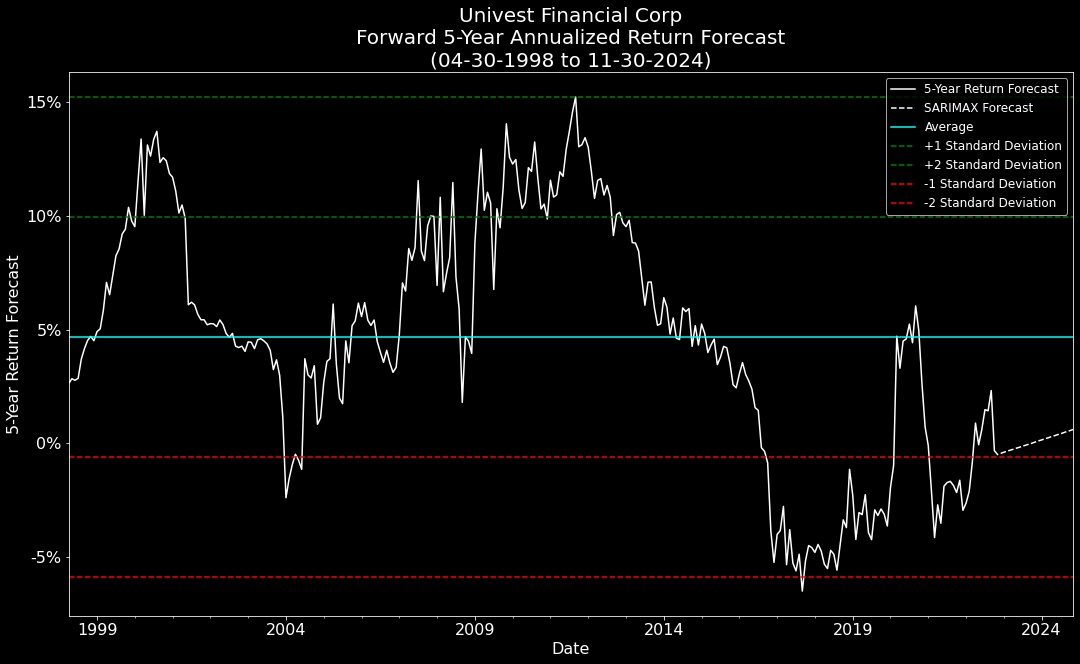 Univest Financial Corp
Forward 5-Year Annualized Return Forecast
(04-30-1998 to 11-30-2024)
5-Year Return Forecast
SARIMAX Forecast
Average
+1 Standard Deviation
+2 Standard Deviation
-1 Standard Deviation
-2 Standard Deviation
15%
10%
5%
0%
-5%
5-Year Return Forecast
1999
2004
2009
2014
2019
2024
Date